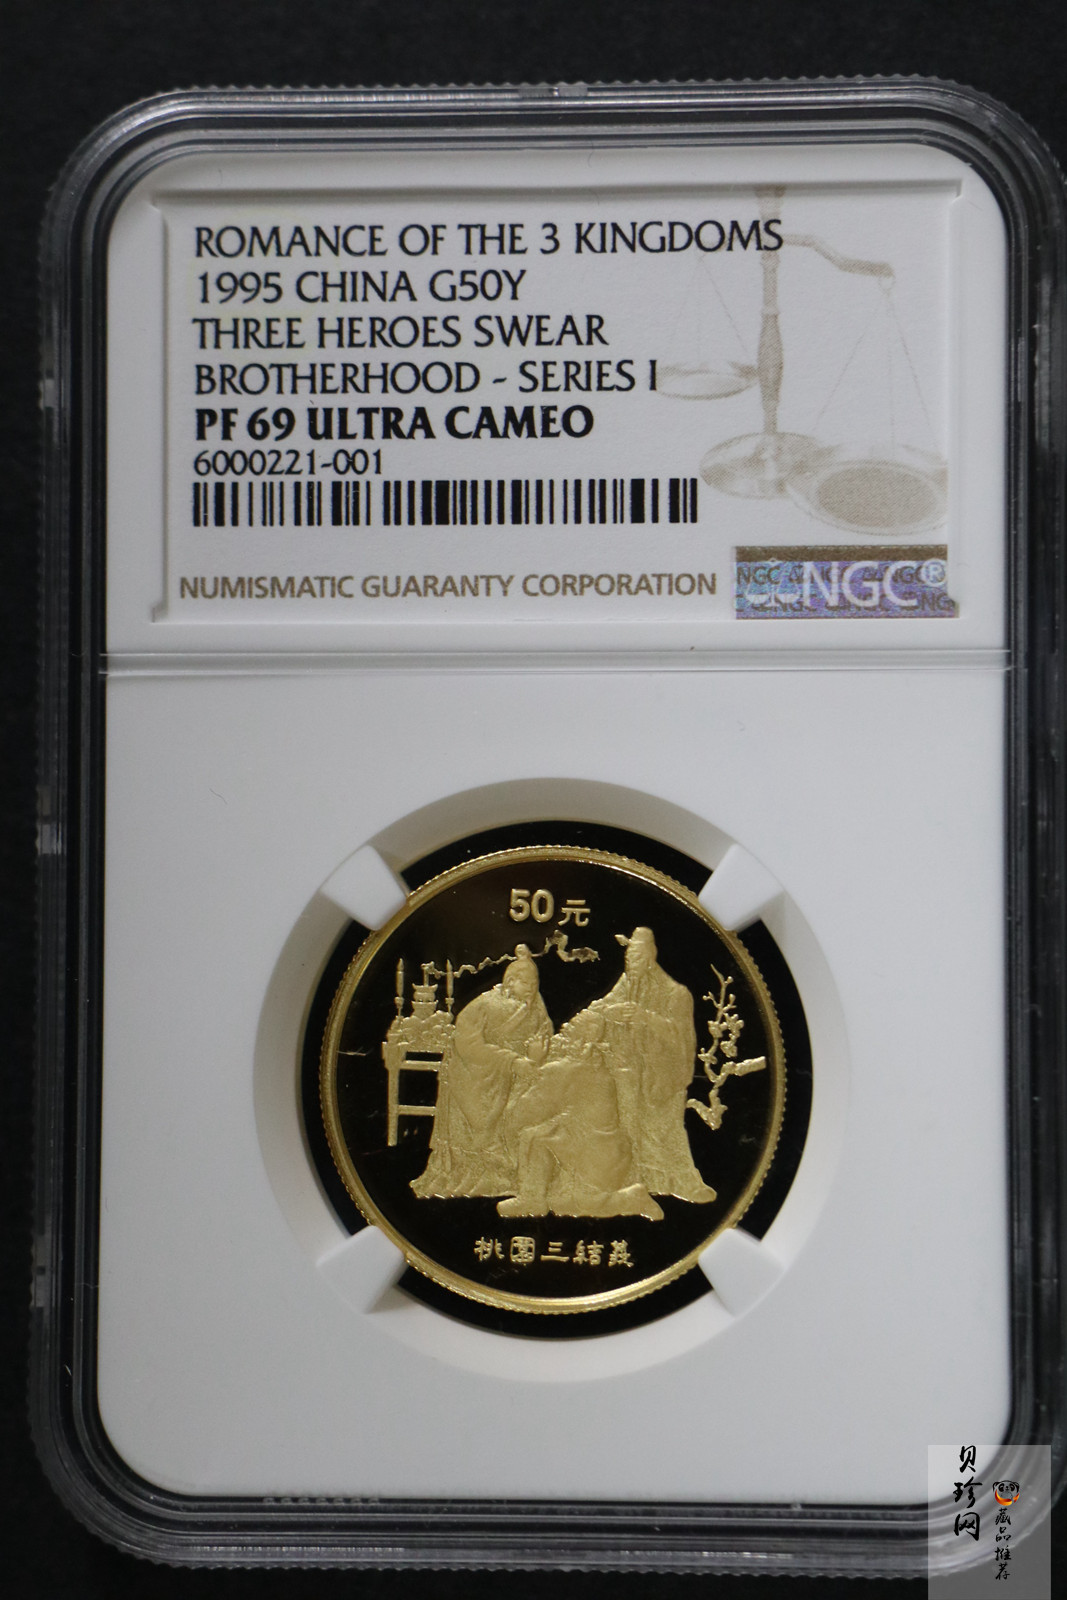 ROMANCE OF THE 3 KINGDOMS
1995 CHINA G50Y
THREE HEROES SWEAR
BROTHERHOOD - SERIES I
PF 69 ULTRA CAMEO
6000221-001
NUMISMATIC GUARANTY CORPORATION
NGC®
50元
桃園三結義
贝珍网
藏品推荐